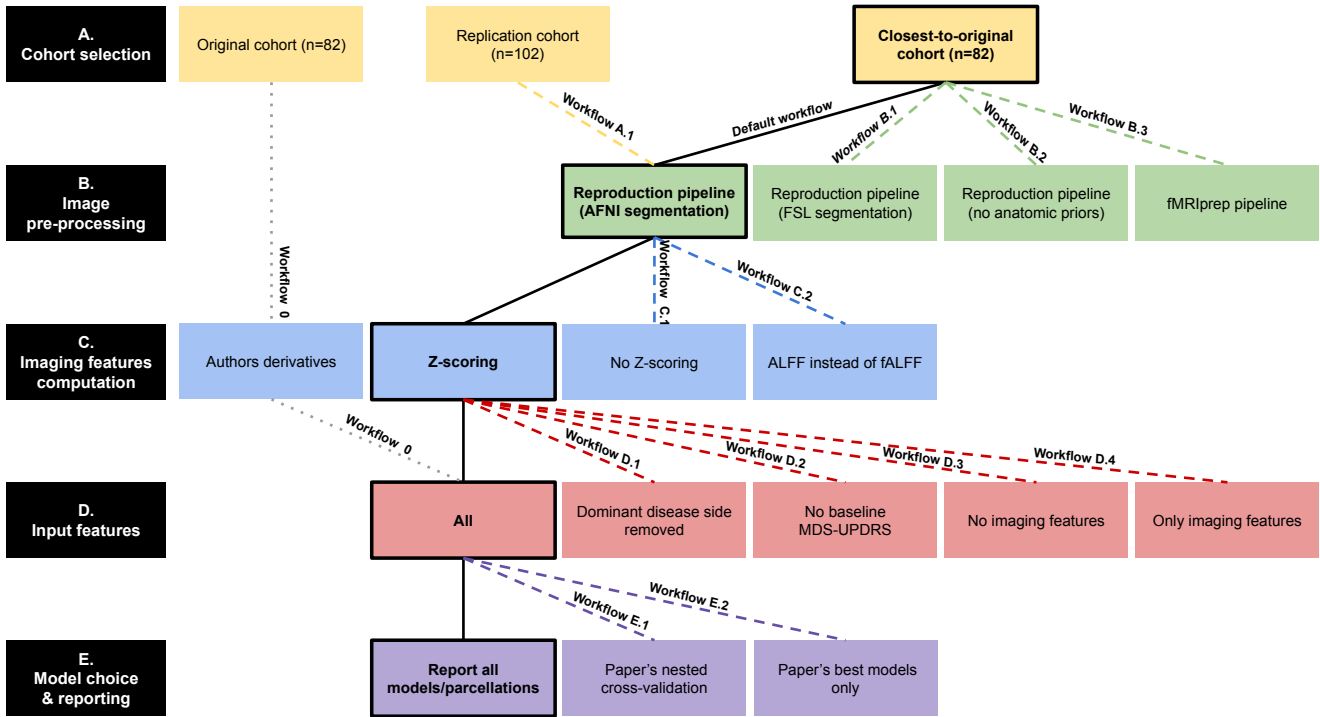 A.
Cohort selection
Original cohort (n=82)
Replication cohort
(n=102)
Closest-to-original
cohort (n=82)
Workflow A.1
Default workflow
Workflow B.1
Workflow B.2
Workflow B.3
B.
Image
pre-processing
Reproduction pipeline
(AFNI segmentation)
Reproduction pipeline
(FSL segmentation)
Reproduction pipeline
(no anatomic priors)
fMRIprep pipeline
Workflow 0
Workflow C.1
Workflow C.2
C.
Imaging features
computation
Authors derivatives
Z-scoring
No Z-scoring
ALFF instead of fALFF
Workflow 0
Workflow D.1
Workflow D.2
Workflow D.3
Workflow D.4
D.
Input features
All
Dominant disease side
removed
No baseline
MDS-UPDRS
No imaging features
Only imaging features
Workflow E.1
Workflow E.2
E.
Model choice
& reporting
Report all
models/parcellations
Paper's nested
cross-validation
Paper's best models
only